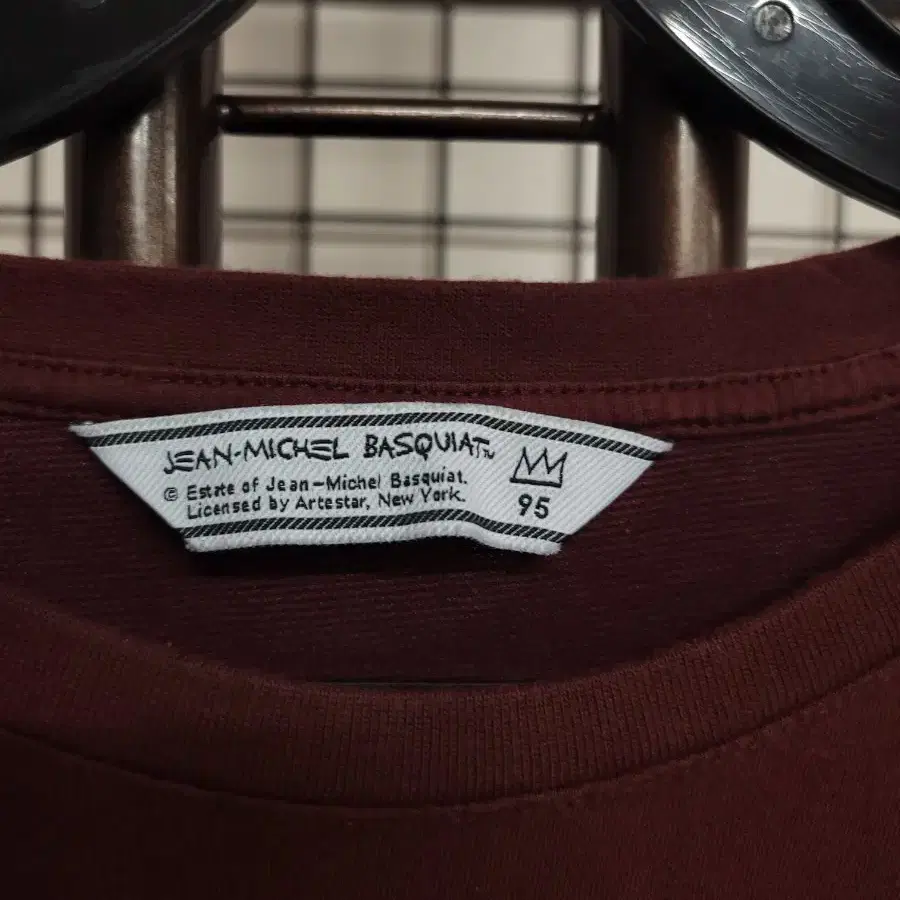 JEAN-MICHEL BASQUIAT™
© Estate of Jean-Michel Basquiat.
Licensed by Artestar, New York.
95